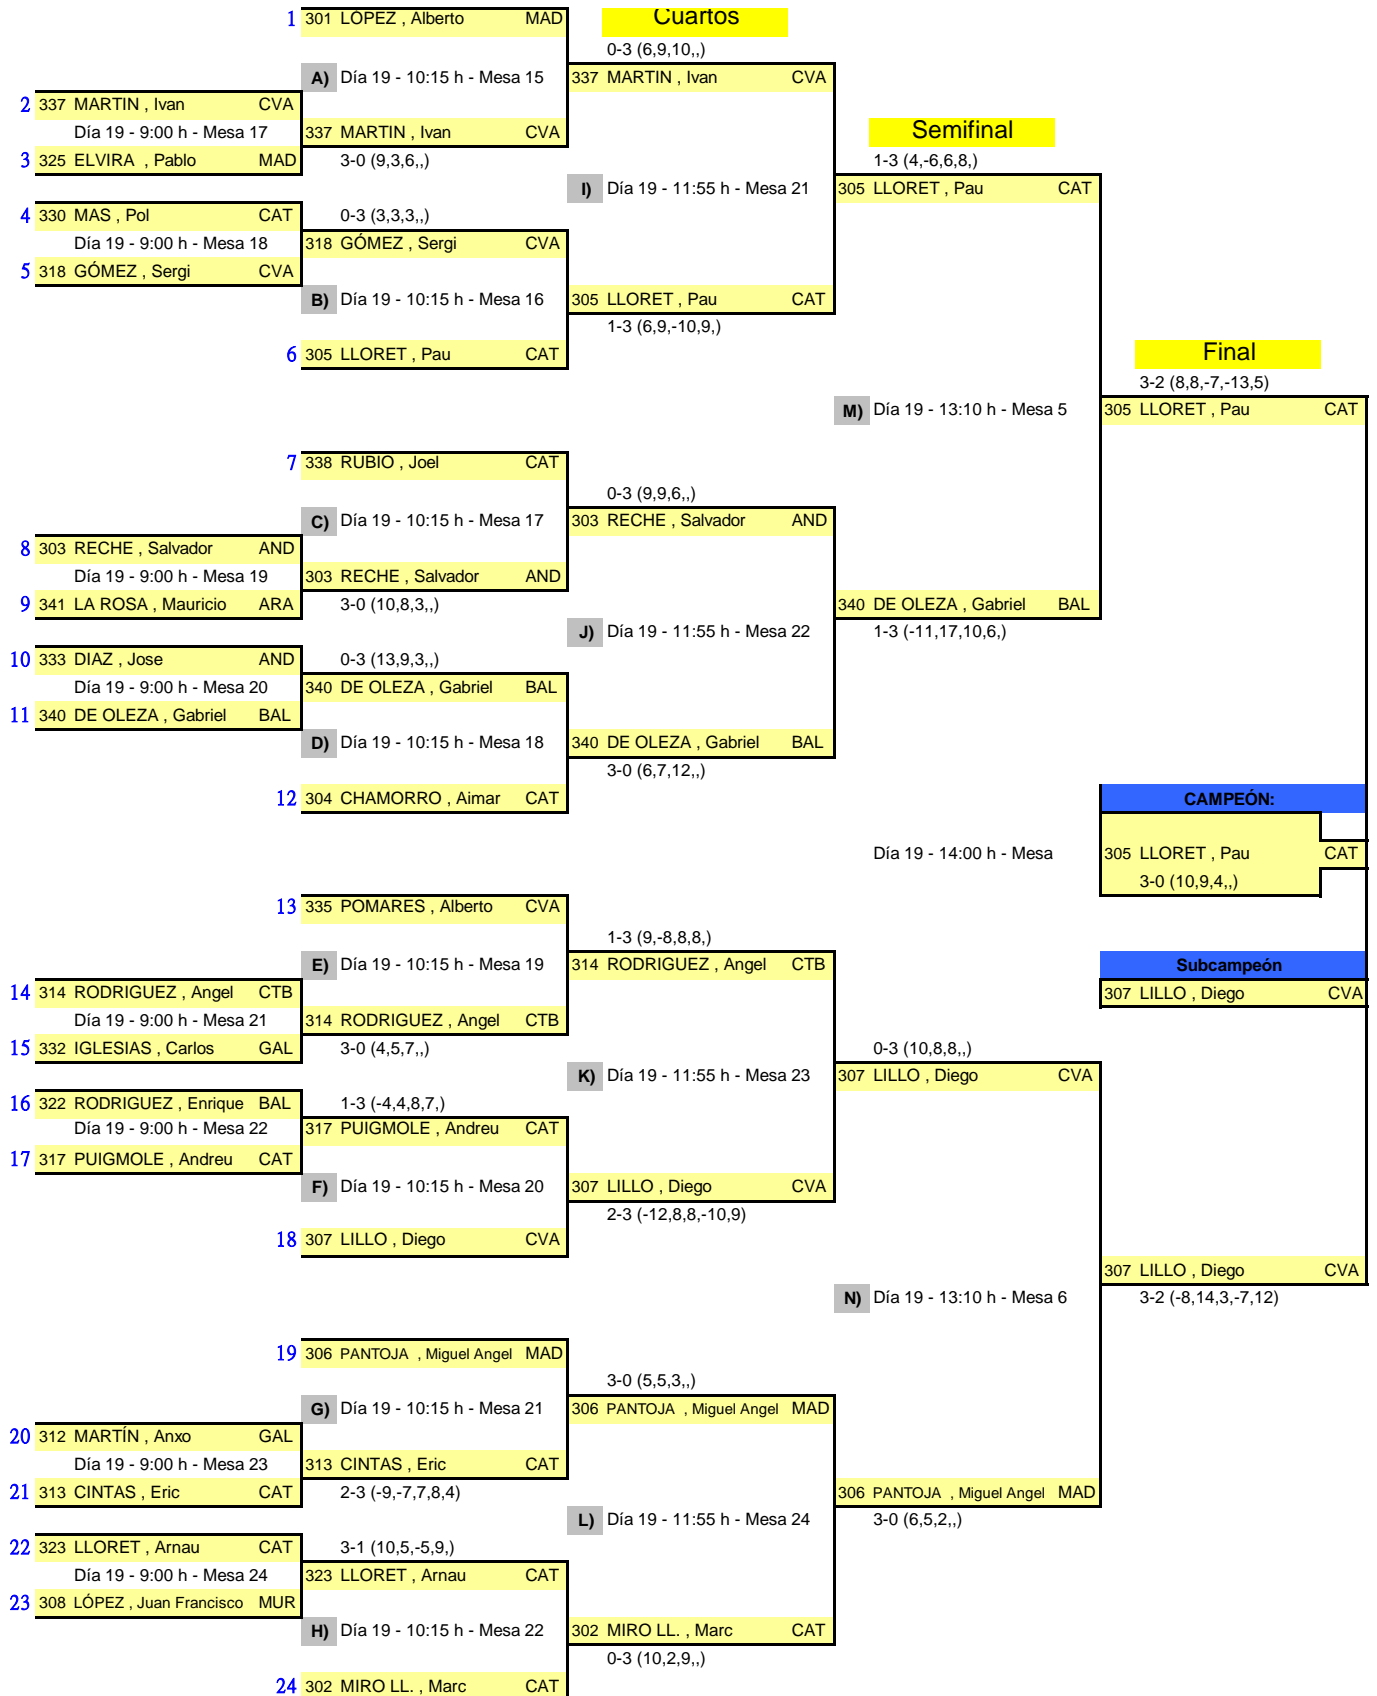 1 301 LÓPEZ , Alberto MAD Cuartos
0-3 (6,9,10,,)
A) Día 19 - 10:15 h - Mesa 15 337 MARTIN , Ivan CVA
2 337 MARTIN , Ivan CVA
Día 19 - 9:00 h - Mesa 17 337 MARTIN , Ivan CVA Semifinal
3 325 ELVIRA , Pablo MAD 3-0 (9,3,6,,) 1-3 (4,-6,6,8,)
I) Día 19 - 11:55 h - Mesa 21 305 LLORET , Pau CAT
4 330 MAS , Pol CAT 0-3 (3,3,3,,)
Día 19 - 9:00 h - Mesa 18 318 GÓMEZ , Sergi CVA
5 318 GÓMEZ , Sergi CVA
B) Día 19 - 10:15 h - Mesa 16 305 LLORET , Pau CAT
1-3 (6,9,-10,9,)
6 305 LLORET , Pau CAT Final
3-2 (8,8,-7,-13,5)
M) Día 19 - 13:10 h - Mesa 5 305 LLORET , Pau CAT
7 338 RUBIO , Joel CAT
0-3 (9,9,6,,)
C) Día 19 - 10:15 h - Mesa 17 303 RECHE , Salvador AND
8 303 RECHE , Salvador AND
Día 19 - 9:00 h - Mesa 19 303 RECHE , Salvador AND
9 341 LA ROSA , Mauricio ARA 3-0 (10,8,3,,) 340 DE OLEZA , Gabriel BAL
J) Día 19 - 11:55 h - Mesa 22 1-3 (-11,17,10,6,)
10 333 DIAZ , Jose AND 0-3 (13,9,3,,)
Día 19 - 9:00 h - Mesa 20 340 DE OLEZA , Gabriel BAL
11 340 DE OLEZA , Gabriel BAL
D) Día 19 - 10:15 h - Mesa 18 340 DE OLEZA , Gabriel BAL
3-0 (6,7,12,,)
12 304 CHAMORRO , Aimar CAT CAMPEÓN:
Día 19 - 14:00 h - Mesa 305 LLORET , Pau CAT
3-0 (10,9,4,,)
13 335 POMARES , Alberto CVA
1-3 (9,-8,8,8,)
E) Día 19 - 10:15 h - Mesa 19 314 RODRIGUEZ , Angel CTB Subcampeón
14 314 RODRIGUEZ , Angel CTB 307 LILLO , Diego CVA
Día 19 - 9:00 h - Mesa 21 314 RODRIGUEZ , Angel CTB
15 332 IGLESIAS , Carlos GAL 3-0 (4,5,7,,) 0-3 (10,8,8,,)
K) Día 19 - 11:55 h - Mesa 23 307 LILLO , Diego CVA
16 322 RODRIGUEZ , Enrique BAL 1-3 (-4,4,8,7,)
Día 19 - 9:00 h - Mesa 22 317 PUIGMOLE , Andreu CAT
17 317 PUIGMOLE , Andreu CAT
F) Día 19 - 10:15 h - Mesa 20 307 LILLO , Diego CVA
2-3 (-12,8,8,-10,9)
18 307 LILLO , Diego CVA
307 LILLO , Diego CVA
N) Día 19 - 13:10 h - Mesa 6 3-2 (-8,14,3,-7,12)
19 306 PANTOJA , Miguel Angel MAD
3-0 (5,5,3,,)
G) Día 19 - 10:15 h - Mesa 21 306 PANTOJA , Miguel Angel MAD
20 312 MARTÍN , Anxo GAL
Día 19 - 9:00 h - Mesa 23 313 CINTAS , Eric CAT
21 313 CINTAS , Eric CAT 2-3 (-9,-7,7,8,4) 306 PANTOJA , Miguel Angel MAD
L) Día 19 - 11:55 h - Mesa 24 3-0 (6,5,2,,)
22 323 LLORET , Arnau CAT 3-1 (10,5,-5,9,)
Día 19 - 9:00 h - Mesa 24 323 LLORET , Arnau CAT
23 308 LÓPEZ , Juan Francisco MUR
H) Día 19 - 10:15 h - Mesa 22 302 MIRO LL. , Marc CAT
0-3 (10,2,9,,)
24 302 MIRO LL. , Marc CAT